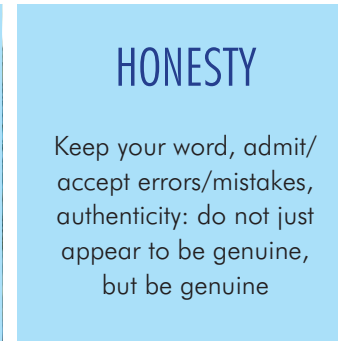 HONESTY
Keep your word, admit/
accept errors/mistakes,
authenticity: do not just
appear to be genuine,
but be genuine